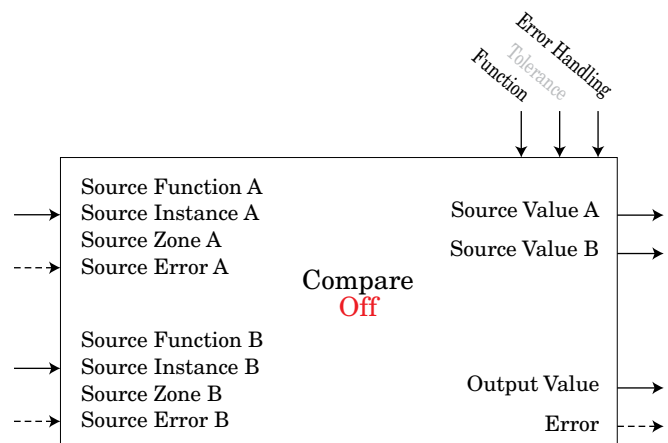 Error Handling
Tolerance
Function
Source Function A
Source Instance A
Source Zone A
Source Error A
Source Value A
Source Value B
Compare
Off
Source Function B
Source Instance B
Source Zone B
Source Error B
Output Value
Error